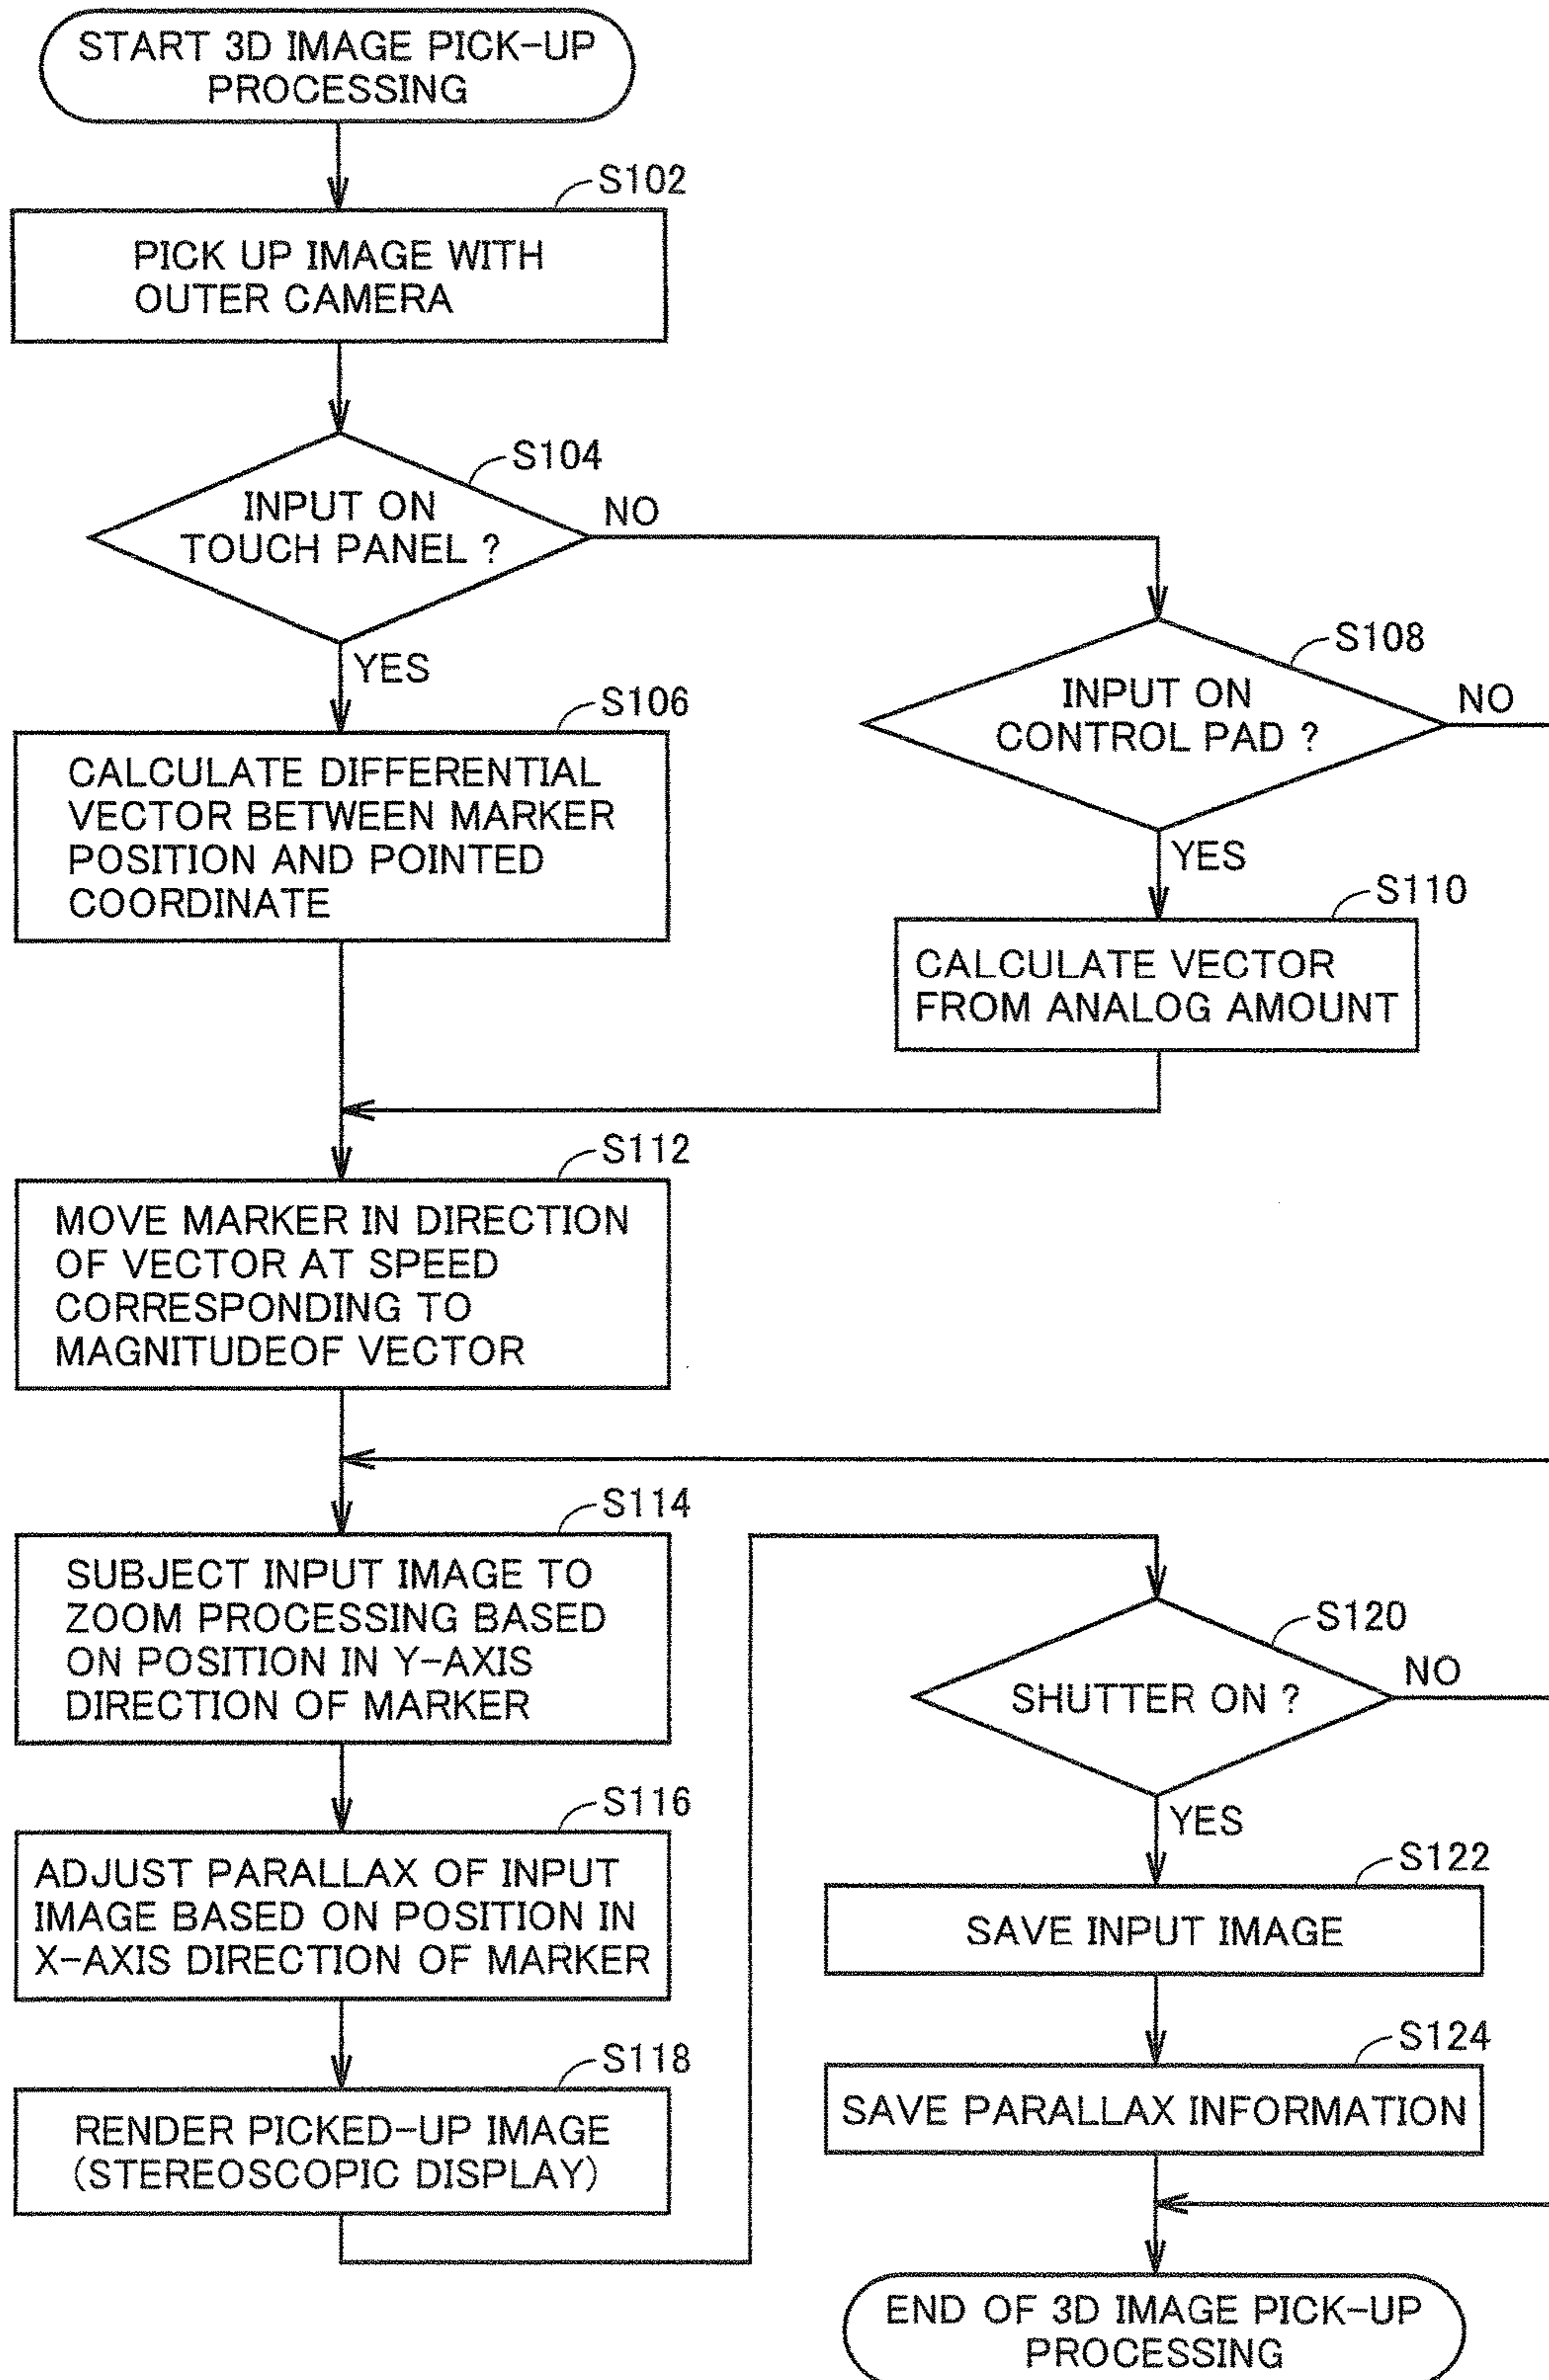 START 3D IMAGE PICK-UP
PROCESSING
S102
PICK UP IMAGE WITH
OUTER CAMERA
S104
INPUT ON
TOUCH PANEL ?
NO
YES
S106
CALCULATE DIFFERENTIAL
VECTOR BETWEEN MARKER
POSITION AND POINTED
COORDINATE
S108
INPUT ON
CONTROL PAD ?
NO
YES
S110
CALCULATE VECTOR
FROM ANALOG AMOUNT
S112
MOVE MARKER IN DIRECTION
OF VECTOR AT SPEED
CORRESPONDING TO
MAGNITUDEOF VECTOR
S114
SUBJECT INPUT IMAGE TO
ZOOM PROCESSING BASED
ON POSITION IN Y-AXIS
DIRECTION OF MARKER
S116
ADJUST PARALLAX OF INPUT
IMAGE BASED ON POSITION IN
X-AXIS DIRECTION OF MARKER
S118
RENDER PICKED-UP IMAGE
(STEREOSCOPIC DISPLAY)
S120
SHUTTER ON ?
NO
YES
S122
SAVE INPUT IMAGE
S124
SAVE PARALLAX INFORMATION
END OF 3D IMAGE PICK-UP
PROCESSING